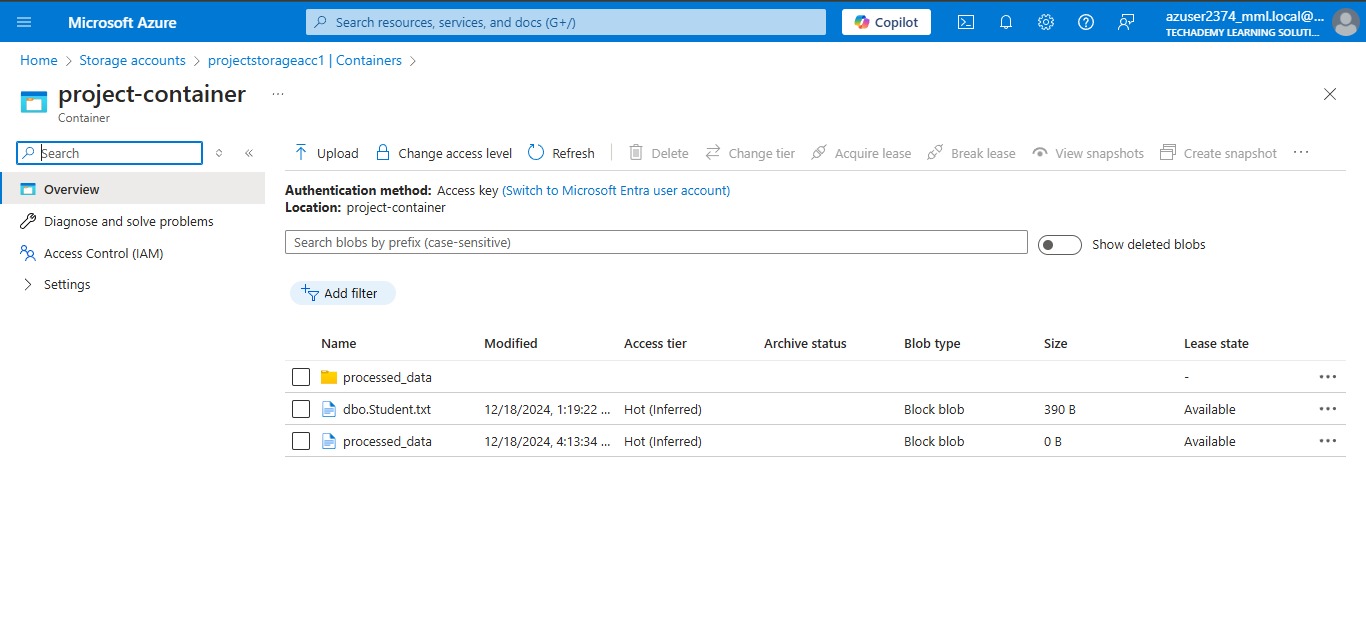 Microsoft Azure
Search resources, services, and docs (G+/)
Copilot
azuser2374_mml.local@...
TECHADEMY LEARNING SOLUTI...
Home > Storage accounts > projectstorageacc1 | Containers >
project-container ...
Container
Search
Overview
Diagnose and solve problems
Access Control (IAM)
Settings
Upload Change access level Refresh Delete Change tier Acquire lease Break lease View snapshots Create snapshot ...
Authentication method: Access key (Switch to Microsoft Entra user account)
Location: project-container
Search blobs by prefix (case-sensitive)
Show deleted blobs
Add filter
Name Modified Access tier Archive status Blob type Size Lease state
processed_data -
dbo.Student.txt 12/18/2024, 1:19:22 ... Hot (Inferred) Block blob 390 B Available
processed_data 12/18/2024, 4:13:34 ... Hot (Inferred) Block blob 0 B Available